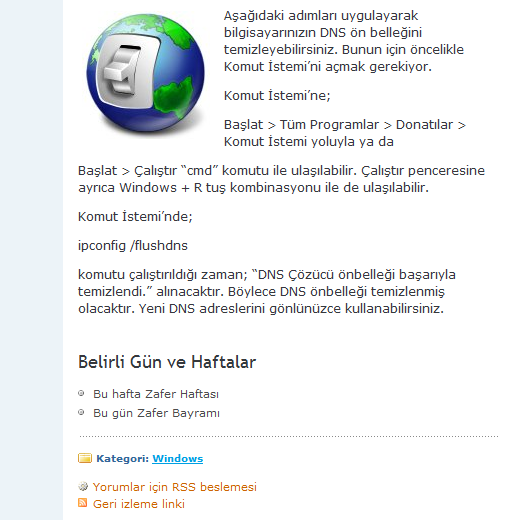 Aşağıdaki adımları uygulayarak
bilgisayarınızın DNS ön belleğini
temizleyebilirsiniz. Bunun için öncelikle
Komut İstemi’ni açmak gerekiyor.
Komut İstemi’ne;
Başlat > Tüm Programlar > Donatılar >
Komut İstemi yoluyla ya da
Başlat > Çalıştır “cmd” komutu ile ulaşılabilir. Çalıştır penceresine
ayrıca Windows + R tuş kombinasyonu ile de ulaşılabilir.
Komut İstemi’nde;
ipconfig /flushdns
komutu çalıştırıldığı zaman; “DNS Çözücü önbelleği başarıyla
temizlendi.” alınacaktır. Böylece DNS önbelleği temizlenmiş
olacaktır. Yeni DNS adreslerini gönlünüzce kullanabilirsiniz.
Belirli Gün ve Haftalar
Bu hafta Zafer Haftası
Bu gün Zafer Bayramı
Kategori: Windows
Yorumlar için RSS beslemesi
Geri izleme linki